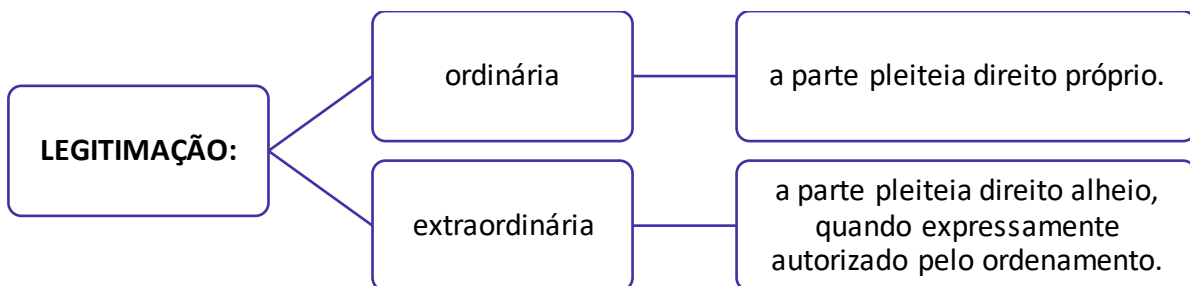 LEGITIMAÇÃO:
ordinária
a parte pleiteia direito próprio.
extraordinária
a parte pleiteia direito alheio,
quando expressamente
autorizado pelo ordenamento.